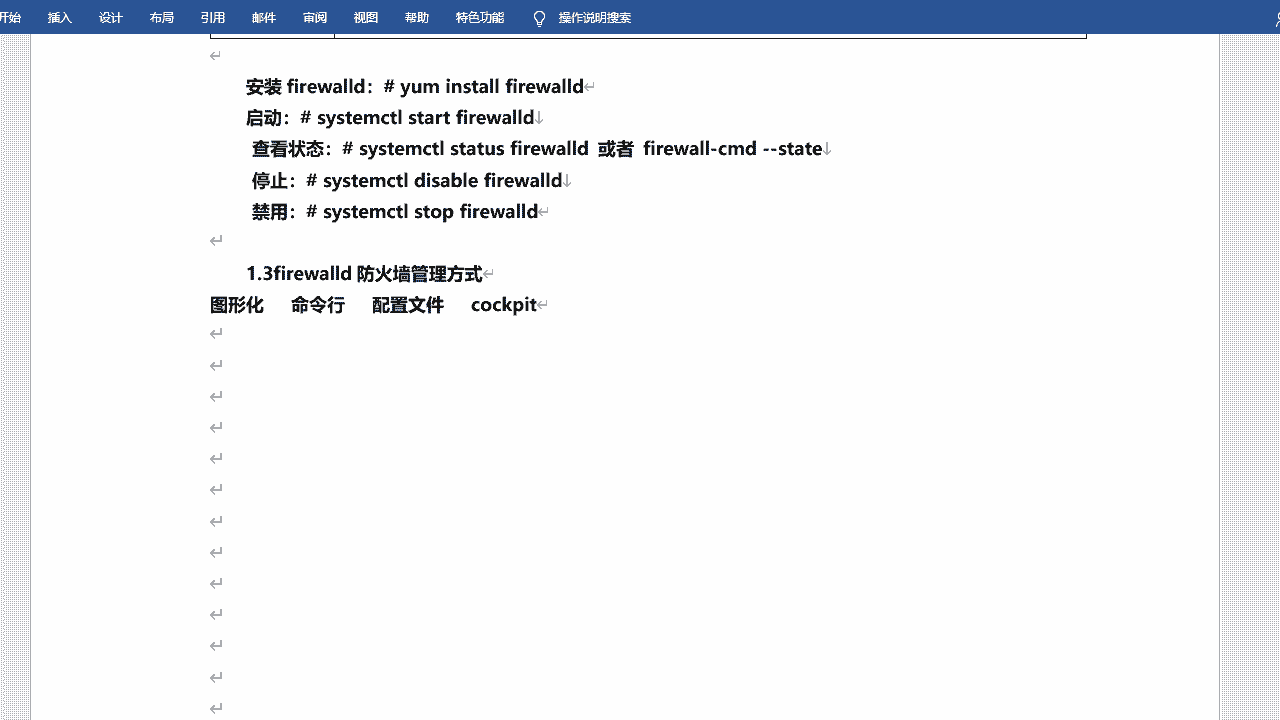 开始 插入 设计 布局 引用 邮件 审阅 视图 帮助 特色功能 操作说明搜索
安装 firewalld：# yum install firewalld
启动：# systemctl start firewalld
查看状态：# systemctl status firewalld 或者 firewall-cmd --state
停止：# systemctl disable firewalld
禁用：# systemctl stop firewalld
1.3firewalld 防火墙管理方式
图形化 命令行 配置文件 cockpit